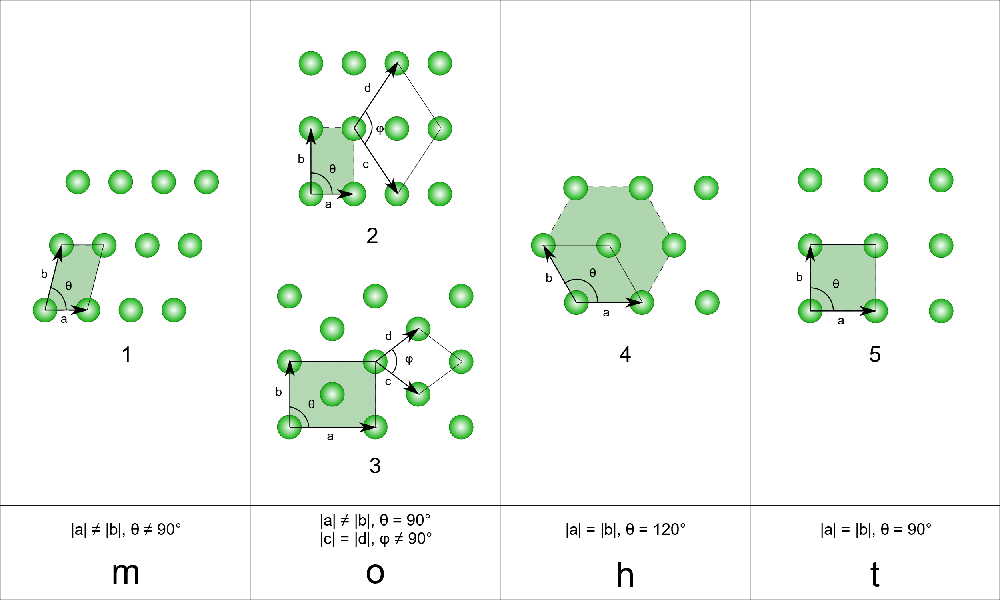 b
θ
a
1
d
φ
b
θ
c
a
2
d
φ
c
b
θ
a
3
b
θ
a
4
b
θ
a
5
|a| ≠ |b|, θ ≠ 90°
m
|a| ≠ |b|, θ = 90°
|c| = |d|, φ ≠ 90°
o
|a| = |b|, θ = 120°
h
|a| = |b|, θ = 90°
t